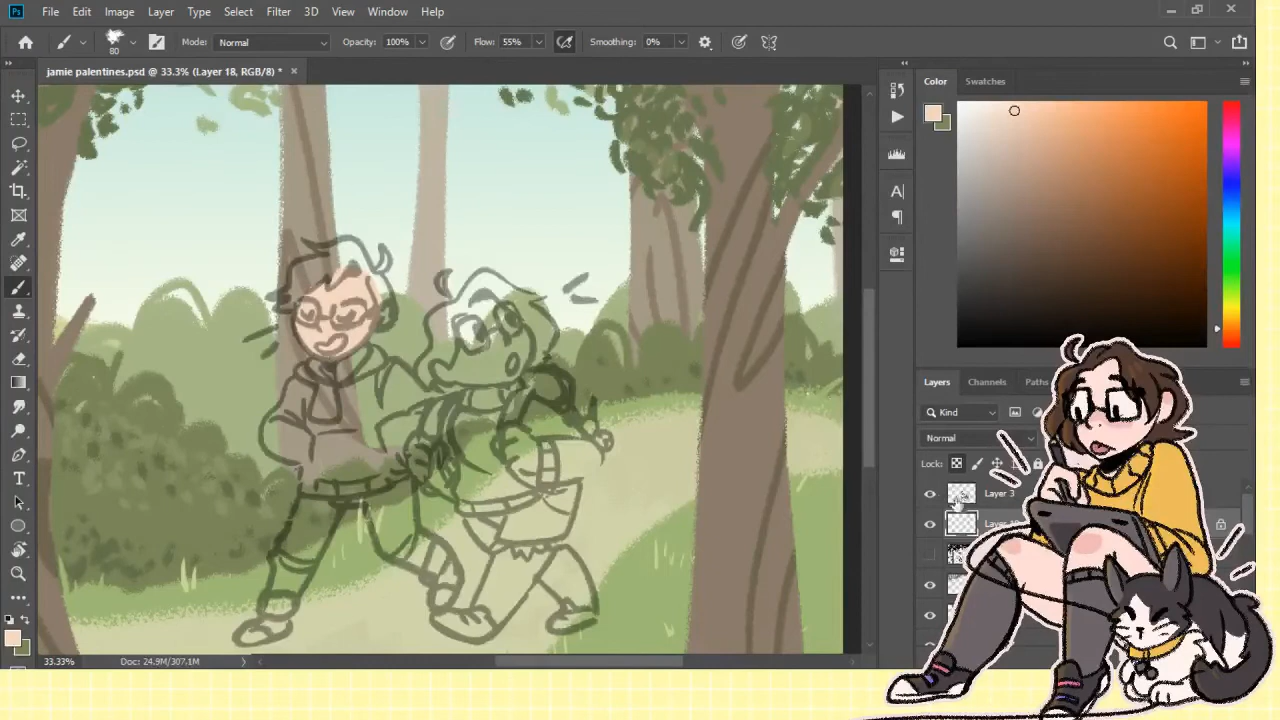 Ps File Edit Image Layer Type Select Filter 3D View Window Help
80 Mode: Normal Opacity: 100% Flow: 55% Smoothing: 0%
jamie palentines.psd @ 33.3% (Layer 18, RGB/8) * ×
Color Swatches
Layers Channels Paths
Kind
Normal
Lock:
Layer 3
33.33% Doc: 24.9M/307.1M